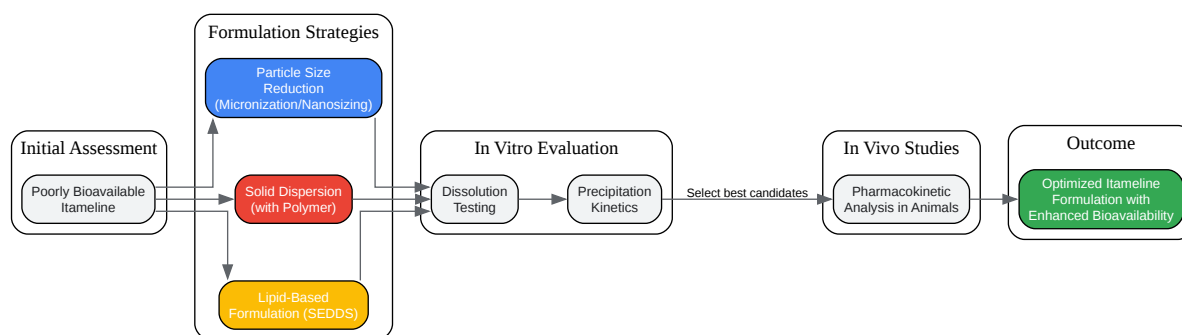 Formulation Strategies
Particle Size
Reduction
(Micronization/Nanosizing)
Initial Assessment
Poorly Bioavailable
Itameline
Solid Dispersion
(with Polymer)
Lipid-Based
Formulation (SEDDS)
In Vitro Evaluation
Dissolution
Testing
Precipitation
Kinetics
Select best candidates
In Vivo Studies
Pharmacokinetic
Analysis in Animals
Outcome
Optimized Itameline
Formulation with
Enhanced Bioavailability